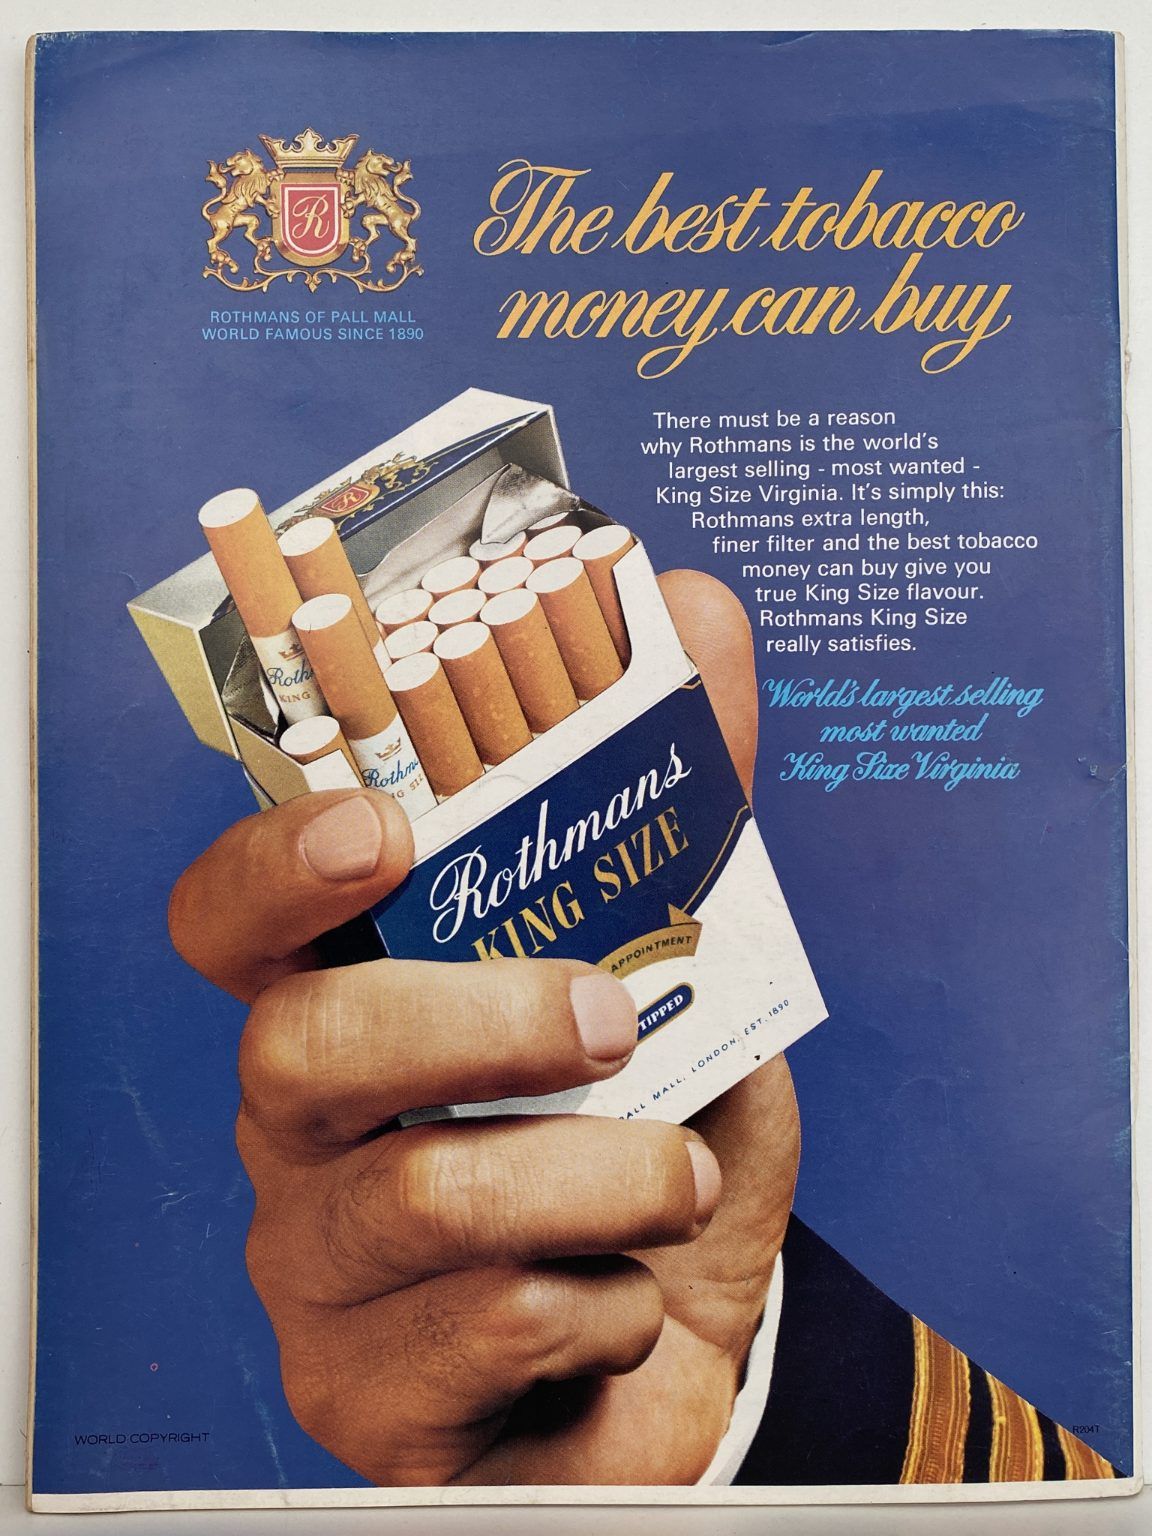 R
ROTHMANS OF PALL MALL
WORLD FAMOUS SINCE 1890
The best tobacco
money can buy
There must be a reason
why Rothmans is the world's
largest selling - most wanted -
King Size Virginia. It's simply this:
Rothmans extra length,
finer filter and the best tobacco
money can buy give you
true King Size flavour.
Rothmans King Size
really satisfies.
World's largest selling
most wanted
King Size Virginia
R
Roth
KING
Rothm
G SIZ
Rothmans
KING SIZE
APPOINTMENT
TIPPED
PALL MALL, LONDON, EST. 1890
WORLD COPYRIGHT
R204T